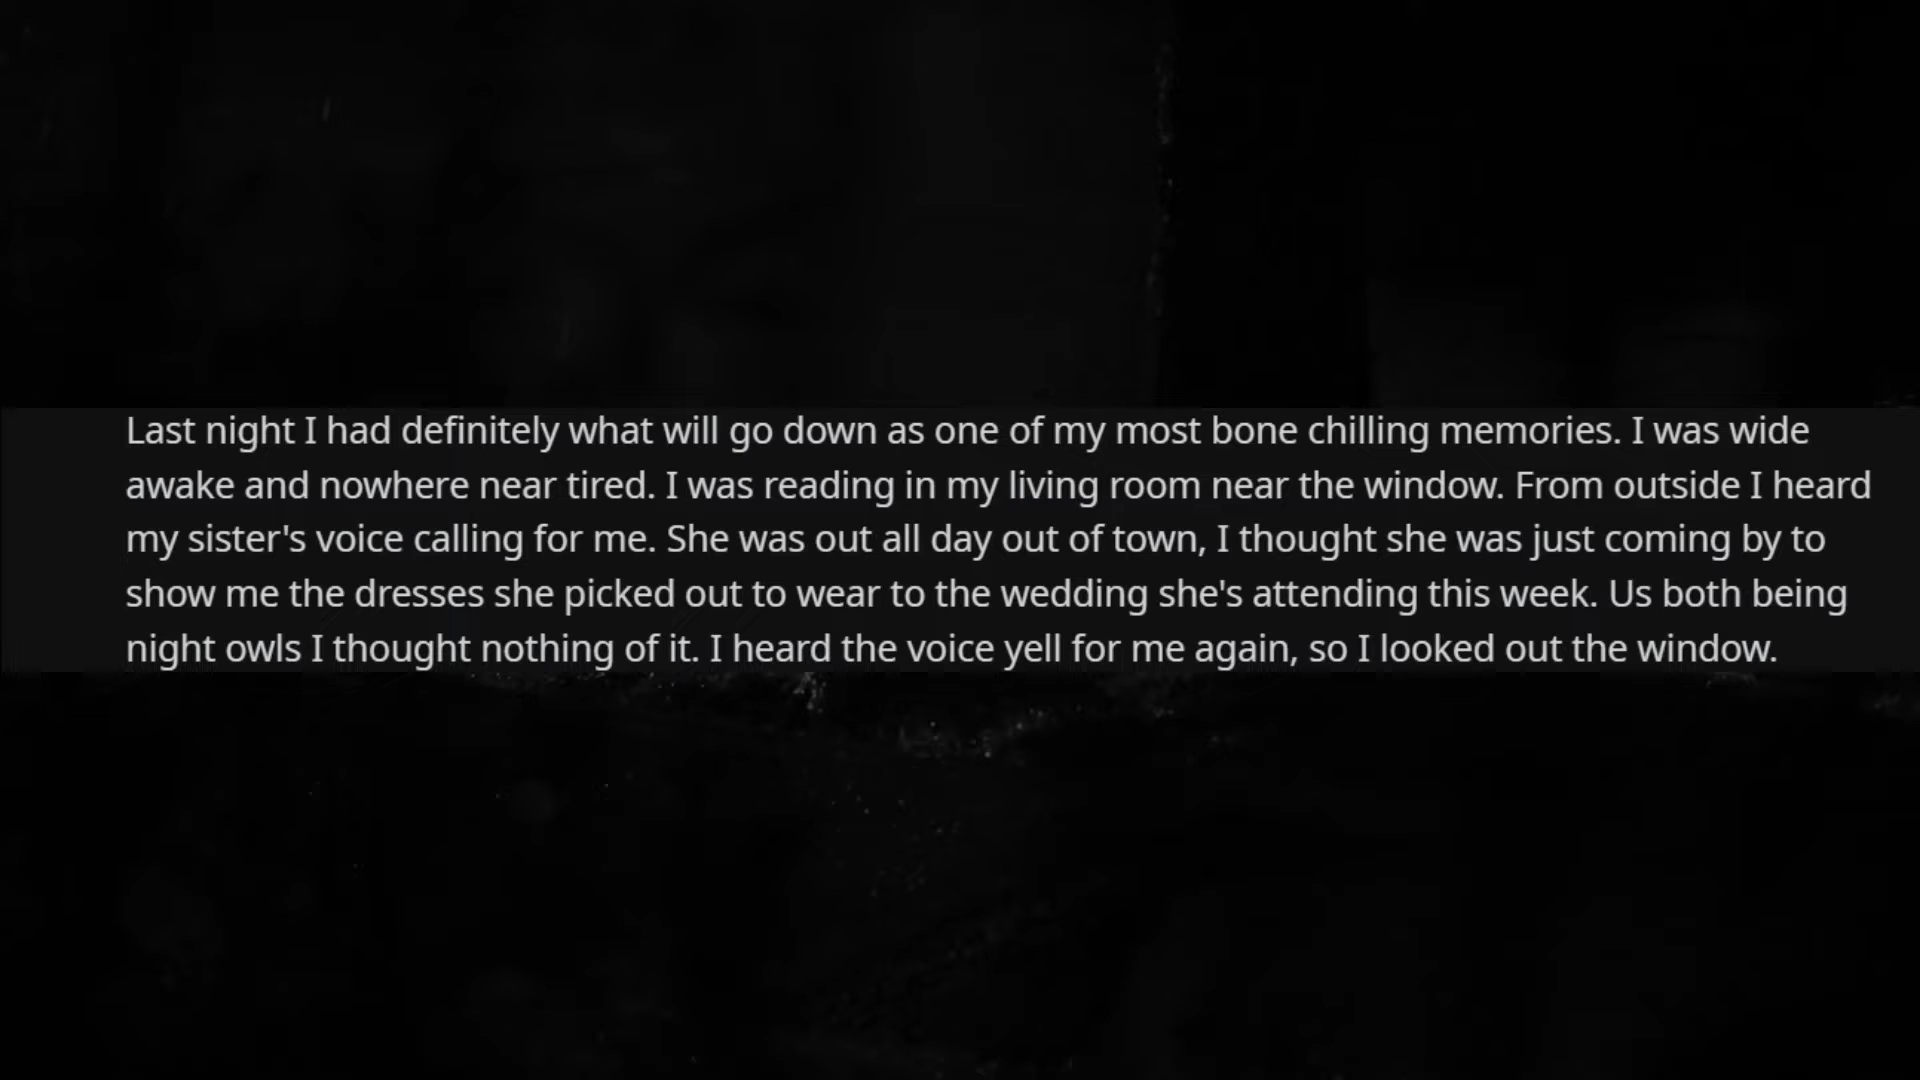 Last night I had definitely what will go down as one of my most bone chilling memories. I was wide
awake and nowhere near tired. I was reading in my living room near the window. From outside I heard
my sister's voice calling for me. She was out all day out of town, I thought she was just coming by to
show me the dresses she picked out to wear to the wedding she's attending this week. Us both being
night owls I thought nothing of it. I heard the voice yell for me again, so I looked out the window.